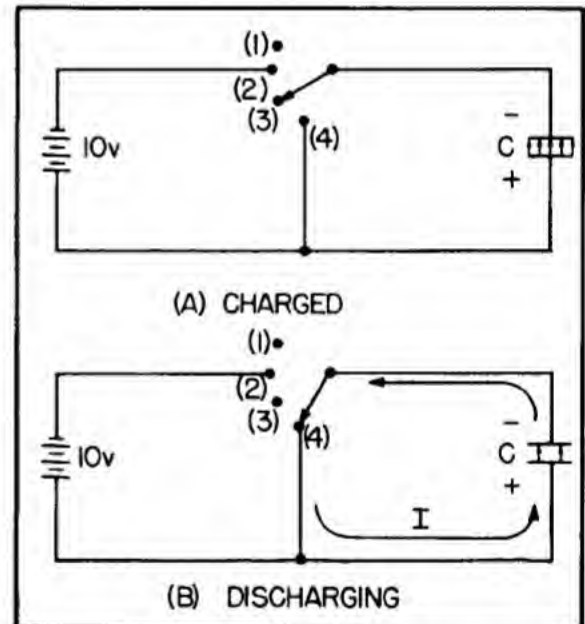 (1)
(2)
(3)
(4)
10v
-
C
+
(A) CHARGED
(1)
(2)
(3)
(4)
10v
-
C
+
I
(B) DISCHARGING